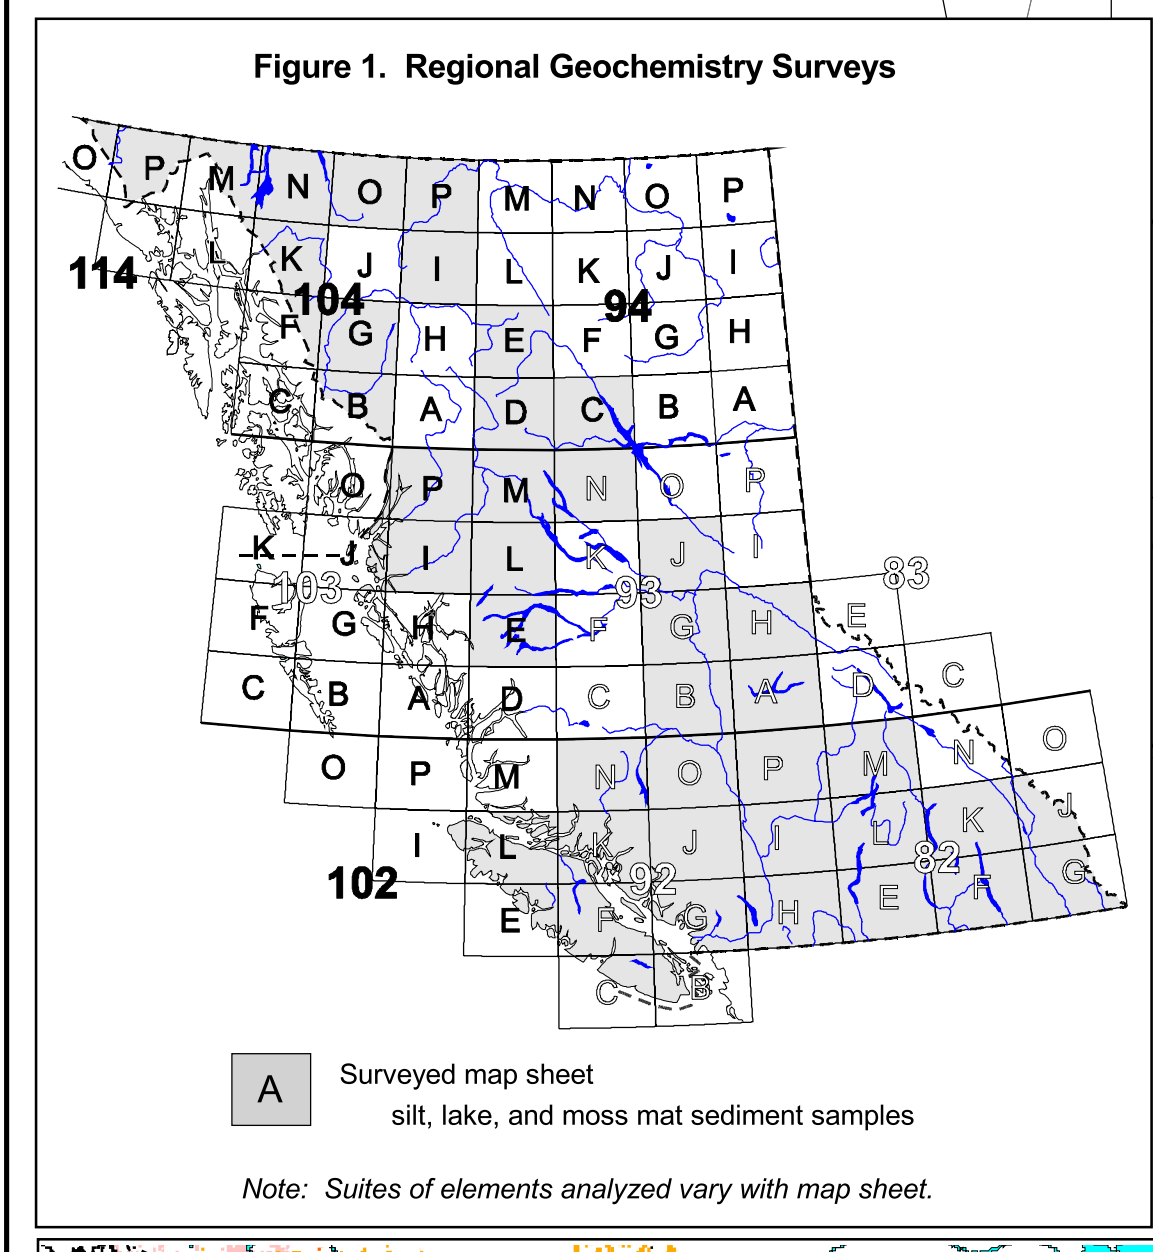 Figure 1. Regional Geochemistry Surveys
O P M N O P M N O P
L K J I L K J I
114 104 94
F G H E F G H
C B A D C B A
O P M N O P
K J I L K J I
103 93 83
F G H E F G H E
C B A D C B A D C
O P M N O P M N O
I L K J I L K J
102 92 82
E F G H E F G
C B
A
Surveyed map sheet
silt, lake, and moss mat sediment samples
Note: Suites of elements analyzed vary with map sheet.